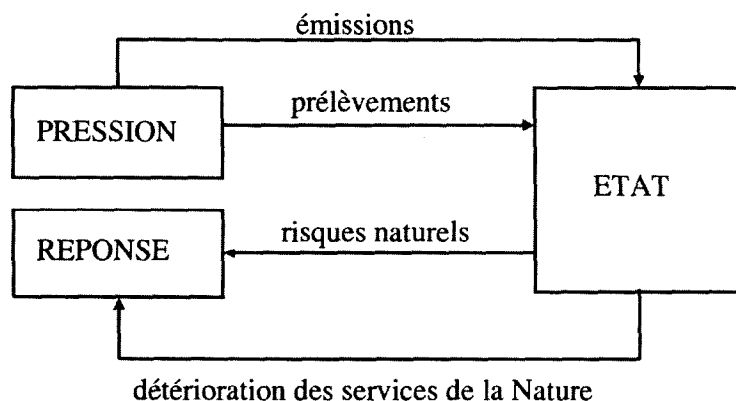 émissions
prélèvements
PRESSION
ETAT
risques naturels
REPONSE
détérioration des services de la Nature